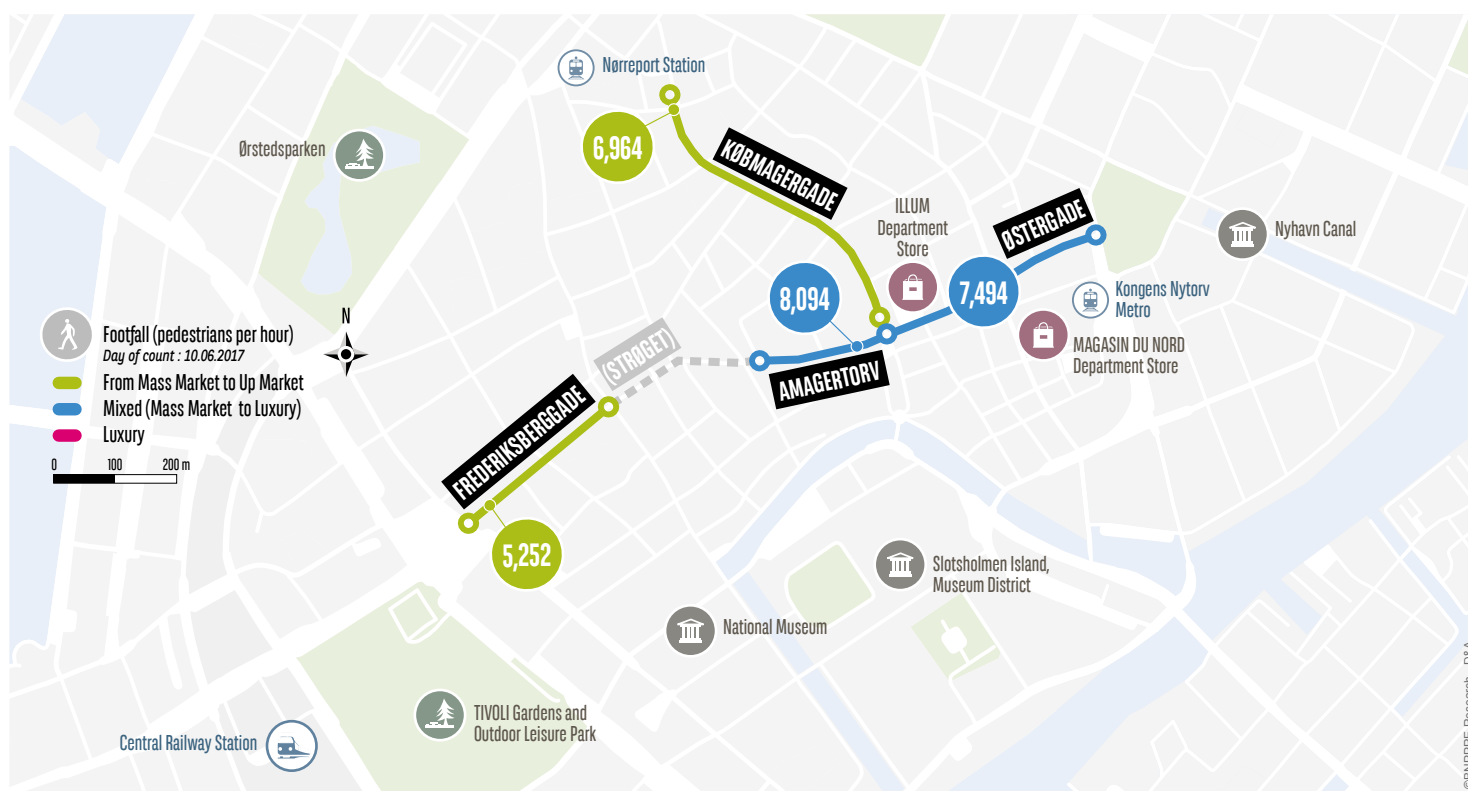 Nørreport Station
6,964
Ørstedsparken
KØBMAGERGADE
ILLUM
Department
Store
ØSTERGADE
Nyhavn Canal
8,094
7,494
Kongens Nytorv
Metro
MAGASIN DU NORD
Department Store
N
Footfall (pedestrians per hour)
Day of count : 10.06.2017
From Mass Market to Up Market
Mixed (Mass Market to Luxury)
Luxury
0 100 200 m
(STRØGET)
AMAGERTORV
FREDERIKSBERGGADE
5,252
Slotsholmen Island,
Museum District
National Museum
TIVOLI Gardens and
Outdoor Leisure Park
Central Railway Station
Research